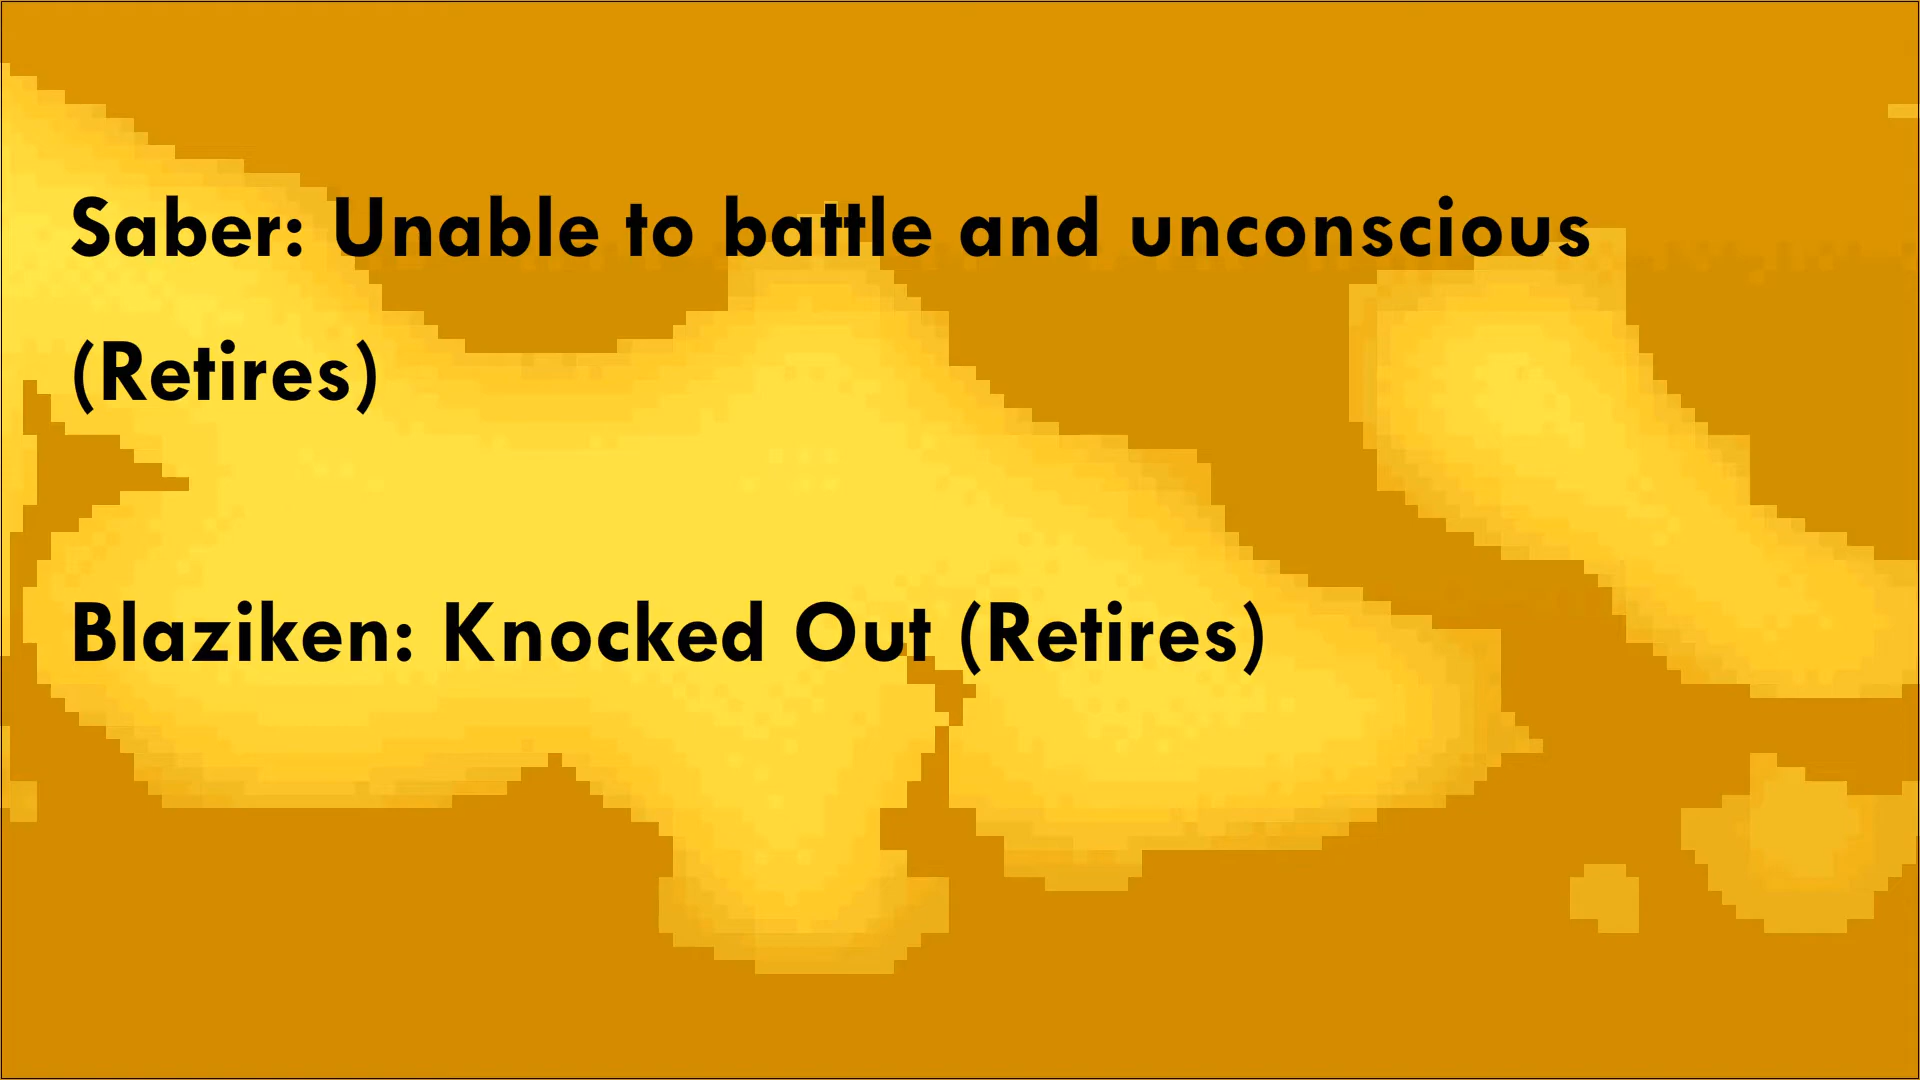 Saber: Unable to battle and unconscious
(Retires)
Blaziken: Knocked Out (Retires)